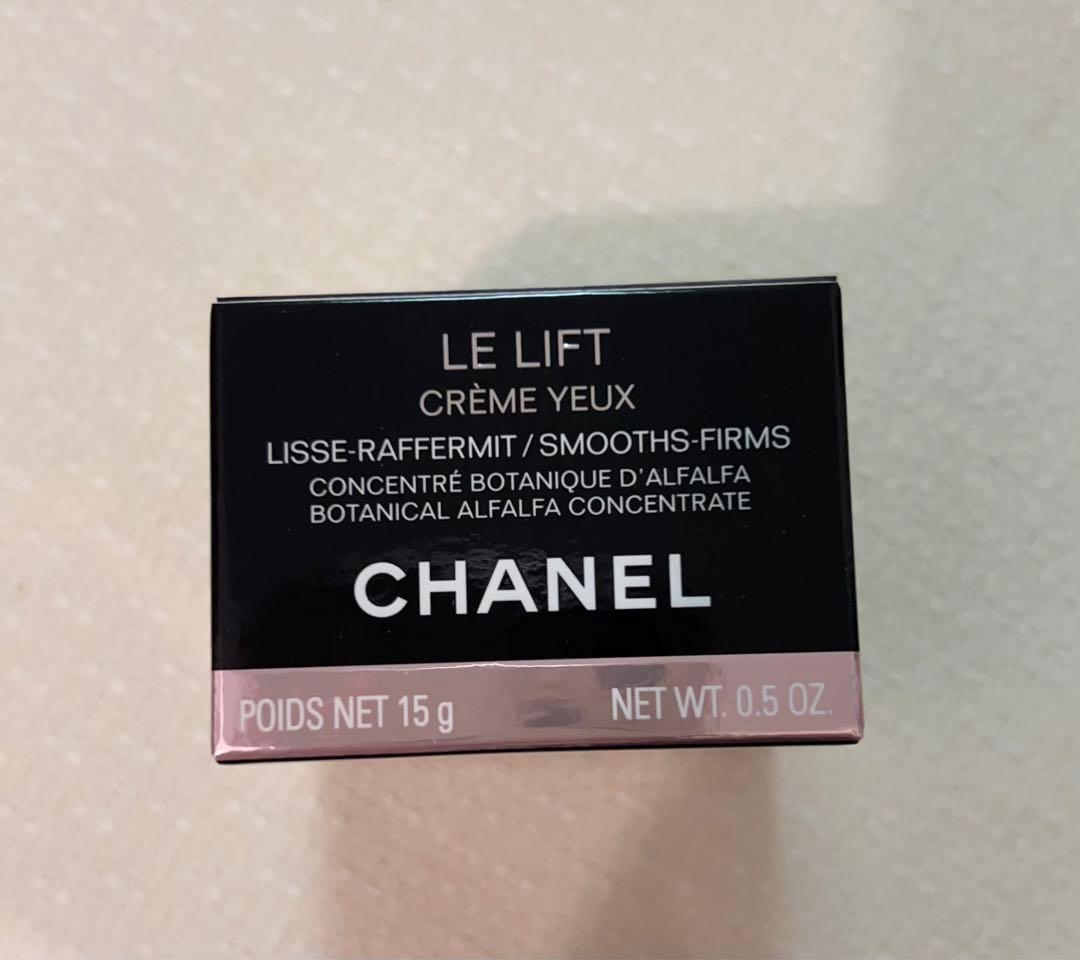 LE LIFT
CRÈME YEUX
LISSE-RAFFERMIT / SMOOTHS-FIRMS
CONCENTRÉ BOTANIQUE D'ALFALFA
BOTANICAL ALFALFA CONCENTRATE
CHANEL
POIDS NET 15 g NET WT. 0.5 OZ.